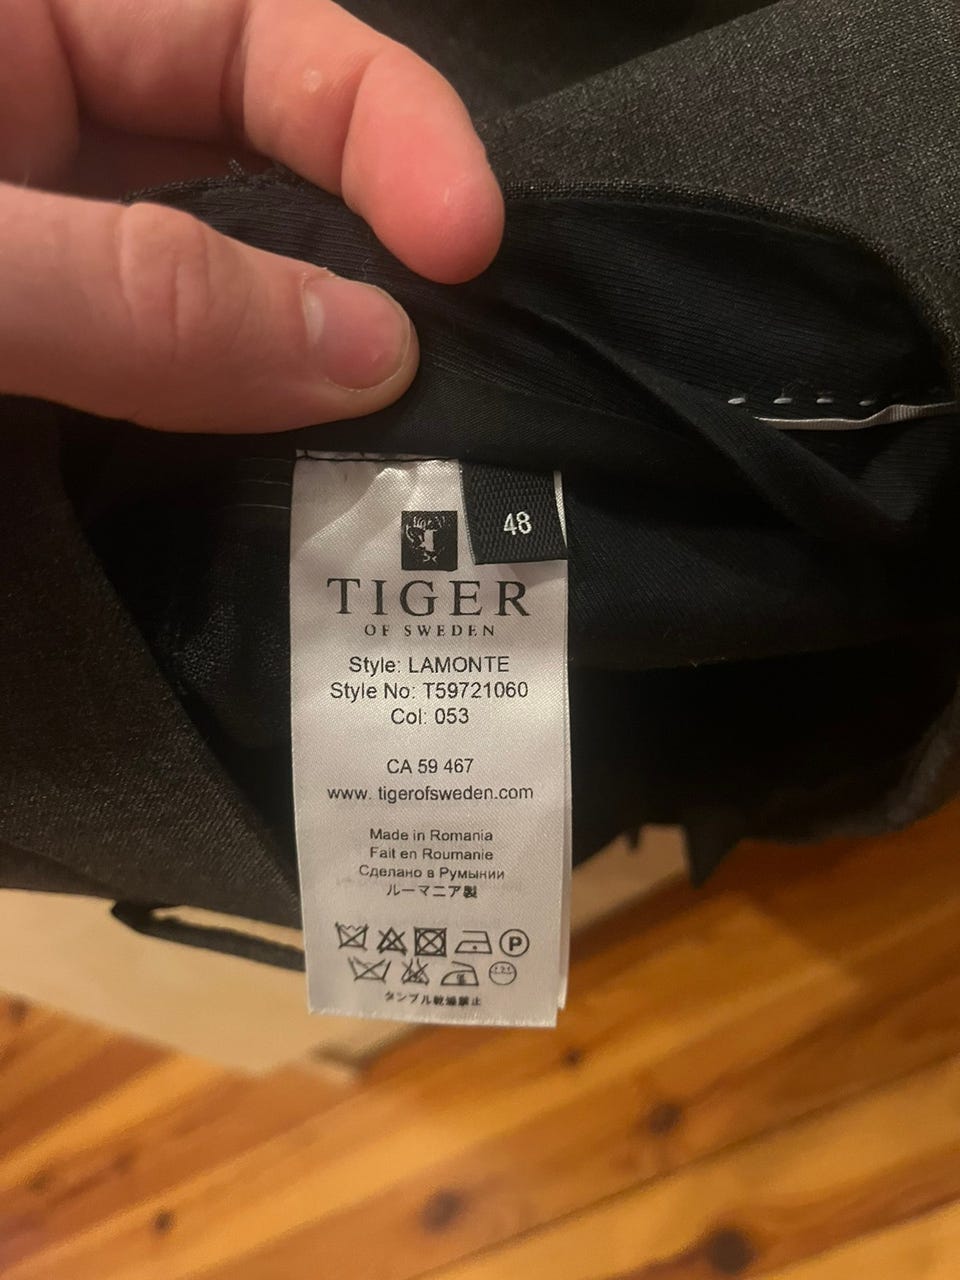 48
TIGER
OF SWEDEN
Style: LAMONTE
Style No: T59721060
Col: 053
CA 59 467
www. tigerofsweden.com
Made in Romania
Fait en Roumanie
Сделано в Румынии
ルーマニア製
P
タンブル乾燥禁止